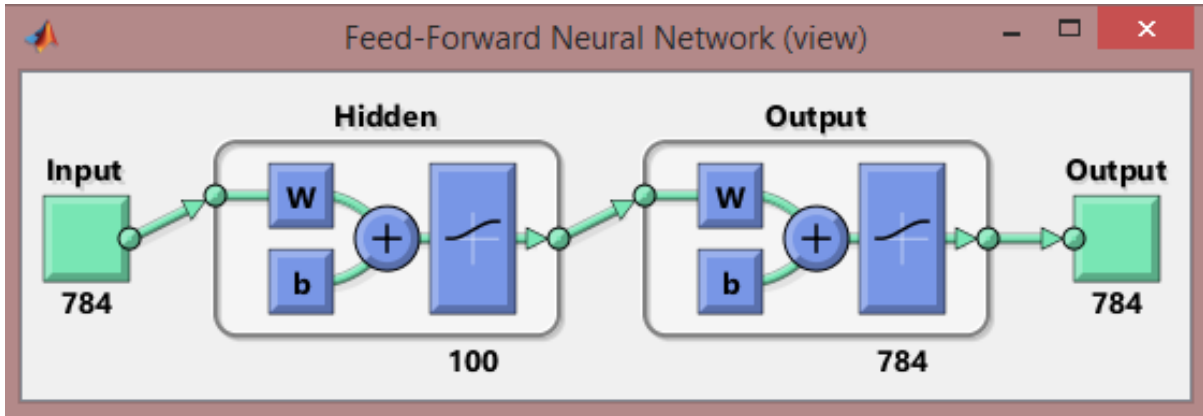 Feed-Forward Neural Network (view)
Hidden
Output
Input
Output
W
W
b
b
784
784
100
784